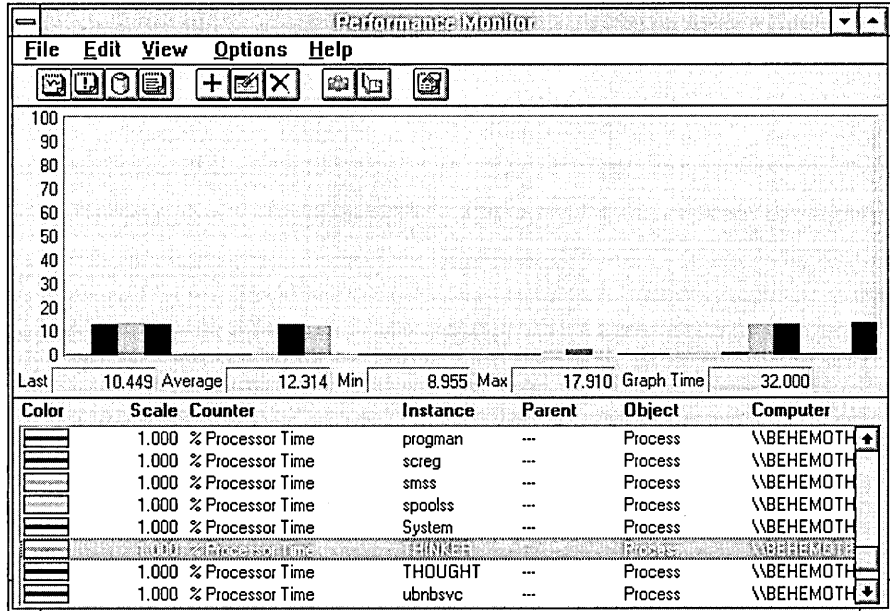 Performance Monitor
File Edit View Options Help
100
90
80
70
60
50
40
30
20
10
0
Last 10.449 Average 12.314 Min 8.955 Max 17.910 Graph Time 32.000
Color Scale Counter Instance Parent Object Computer
1.000 % Processor Time progman --- Process \\BEHEMOTH
1.000 % Processor Time screg --- Process \\BEHEMOTH
1.000 % Processor Time smss --- Process \\BEHEMOTH
1.000 % Processor Time spoolss --- Process \\BEHEMOTH
1.000 % Processor Time System --- Process \\BEHEMOTH
1.000 % Processor Time THINKER --- Process \\BEHEMOTH
1.000 % Processor Time THOUGHT --- Process \\BEHEMOTH
1.000 % Processor Time ubnbsvc --- Process \\BEHEMOTH